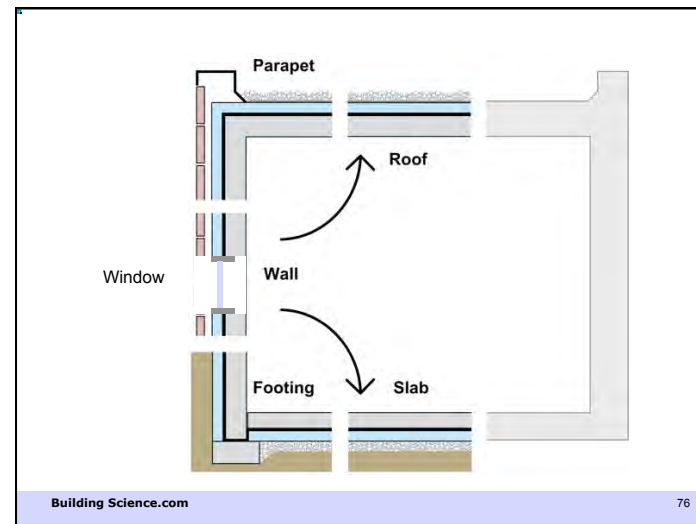 Parapet
Roof
Window
Wall
Footing
Slab
Building Science.com
76